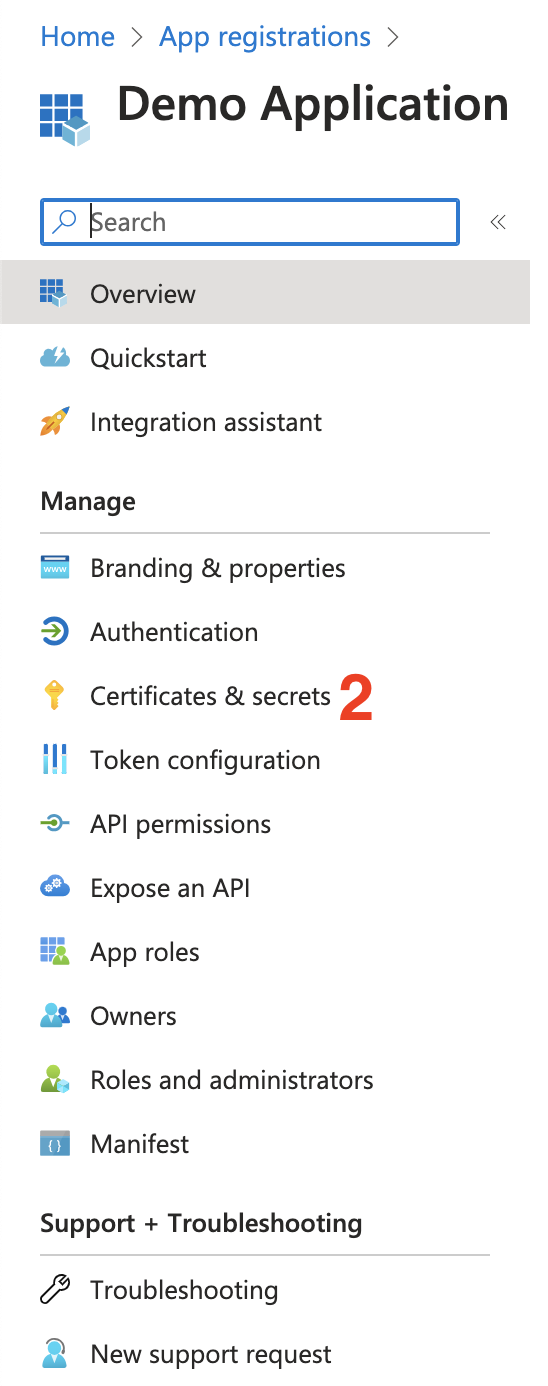 Home > App registrations >
Demo Application
Search «
Overview
Quickstart
Integration assistant
Manage
www Branding & properties
Authentication
Certificates & secrets 2
Token configuration
API permissions
Expose an API
App roles
Owners
Roles and administrators
{ } Manifest
Support + Troubleshooting
Troubleshooting
New support request